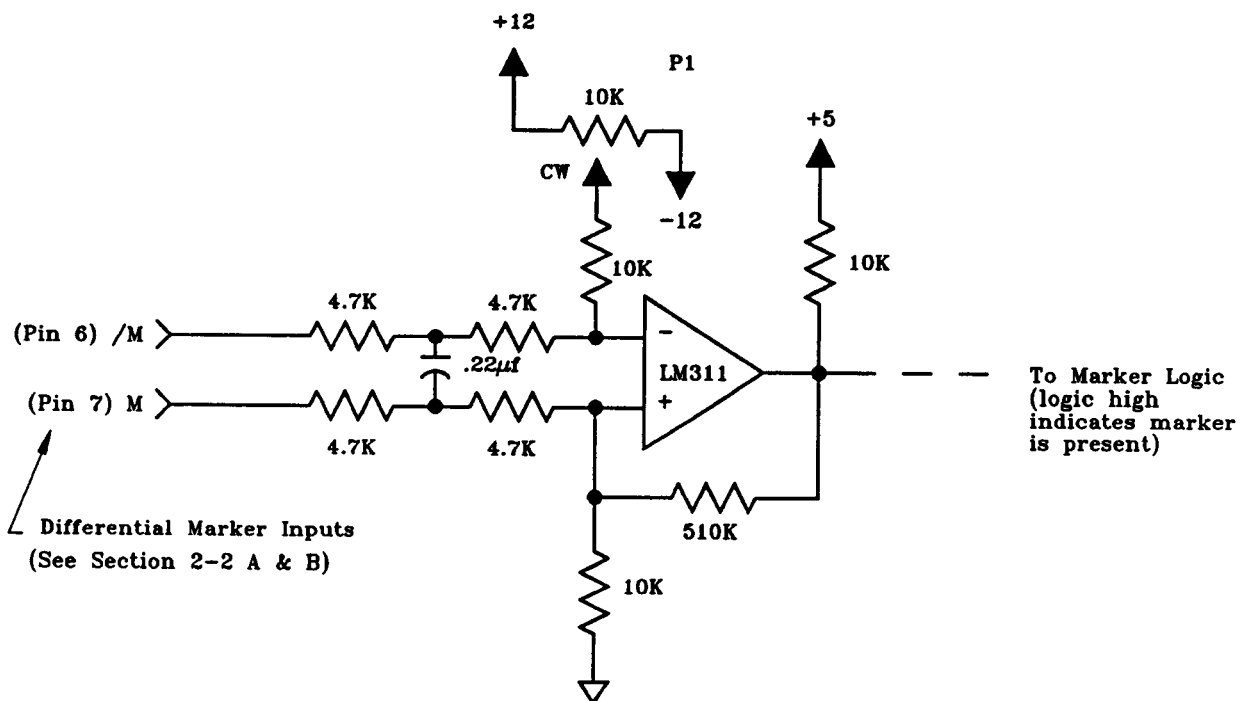 +12
P1
10K
+5
CW
-12
10K
10K
4.7K
4.7K
(Pin 6) /M
.22µf
LM311
−
+
(Pin 7) M
4.7K
4.7K
To Marker Logic
(logic high
indicates marker
is present)
510K
Differential Marker Inputs
(See Section 2-2 A & B)
10K